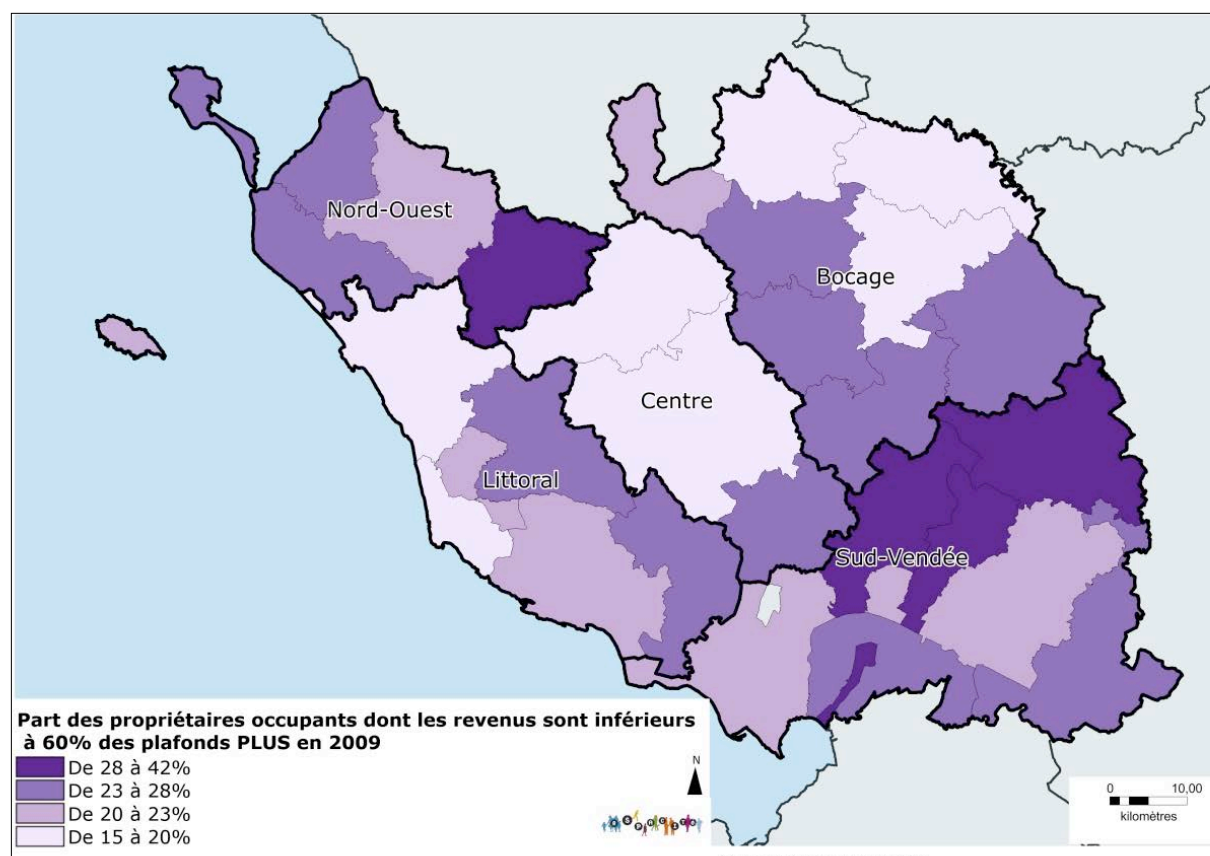 Nord-Ouest
Bocage
Centre
Littoral
Sud-Vendée
Part des propriétaires occupants dont les revenus sont inférieurs
à 60% des plafonds PLUS en 2009
De 28 à 42%
De 23 à 28%
De 20 à 23%
De 15 à 20%
N
0 10,00
kilomètres